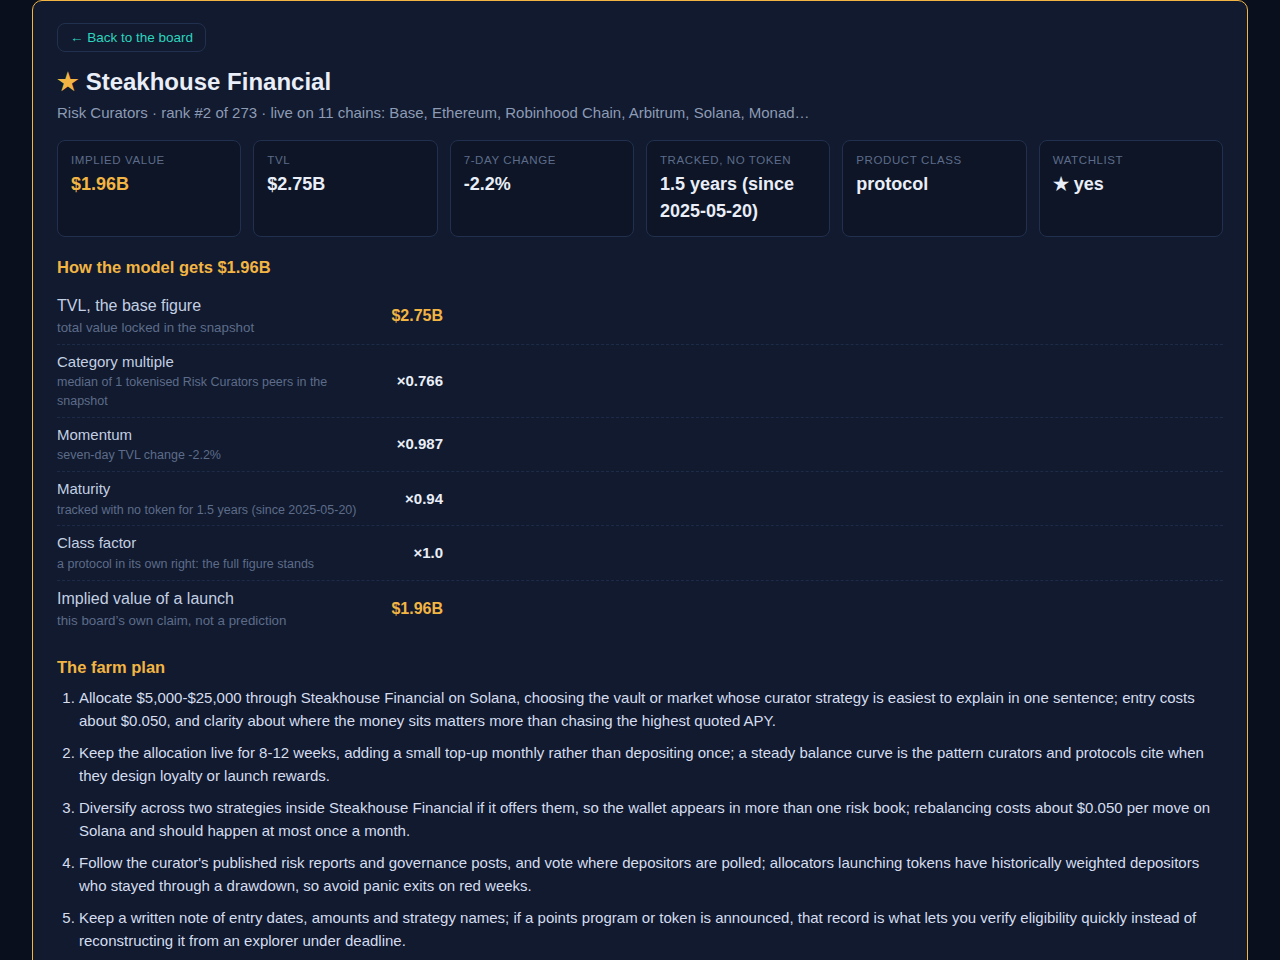 ← Back to the board
★ Steakhouse Financial
Risk Curators · rank #2 of 273 · live on 11 chains: Base, Ethereum, Robinhood Chain, Arbitrum, Solana, Monad…
IMPLIED VALUE
$1.96B
TVL
$2.75B
7-DAY CHANGE
-2.2%
TRACKED, NO TOKEN
1.5 years (since
2025-05-20)
PRODUCT CLASS
protocol
WATCHLIST
★ yes
How the model gets $1.96B
TVL, the base figure
total value locked in the snapshot
$2.75B
Category multiple
median of 1 tokenised Risk Curators peers in the
snapshot
×0.766
Momentum
seven-day TVL change -2.2%
×0.987
Maturity
tracked with no token for 1.5 years (since 2025-05-20)
×0.94
Class factor
a protocol in its own right: the full figure stands
×1.0
Implied value of a launch
this board's own claim, not a prediction
$1.96B
The farm plan
1. Allocate $5,000-$25,000 through Steakhouse Financial on Solana, choosing the vault or market whose curator strategy is easiest to explain in one sentence; entry costs
about $0.050, and clarity about where the money sits matters more than chasing the highest quoted APY.
2. Keep the allocation live for 8-12 weeks, adding a small top-up monthly rather than depositing once; a steady balance curve is the pattern curators and protocols cite when
they design loyalty or launch rewards.
3. Diversify across two strategies inside Steakhouse Financial if it offers them, so the wallet appears in more than one risk book; rebalancing costs about $0.050 per move on
Solana and should happen at most once a month.
4. Follow the curator's published risk reports and governance posts, and vote where depositors are polled; allocators launching tokens have historically weighted depositors
who stayed through a drawdown, so avoid panic exits on red weeks.
5. Keep a written note of entry dates, amounts and strategy names; if a points program or token is announced, that record is what lets you verify eligibility quickly instead of
reconstructing it from an explorer under deadline.